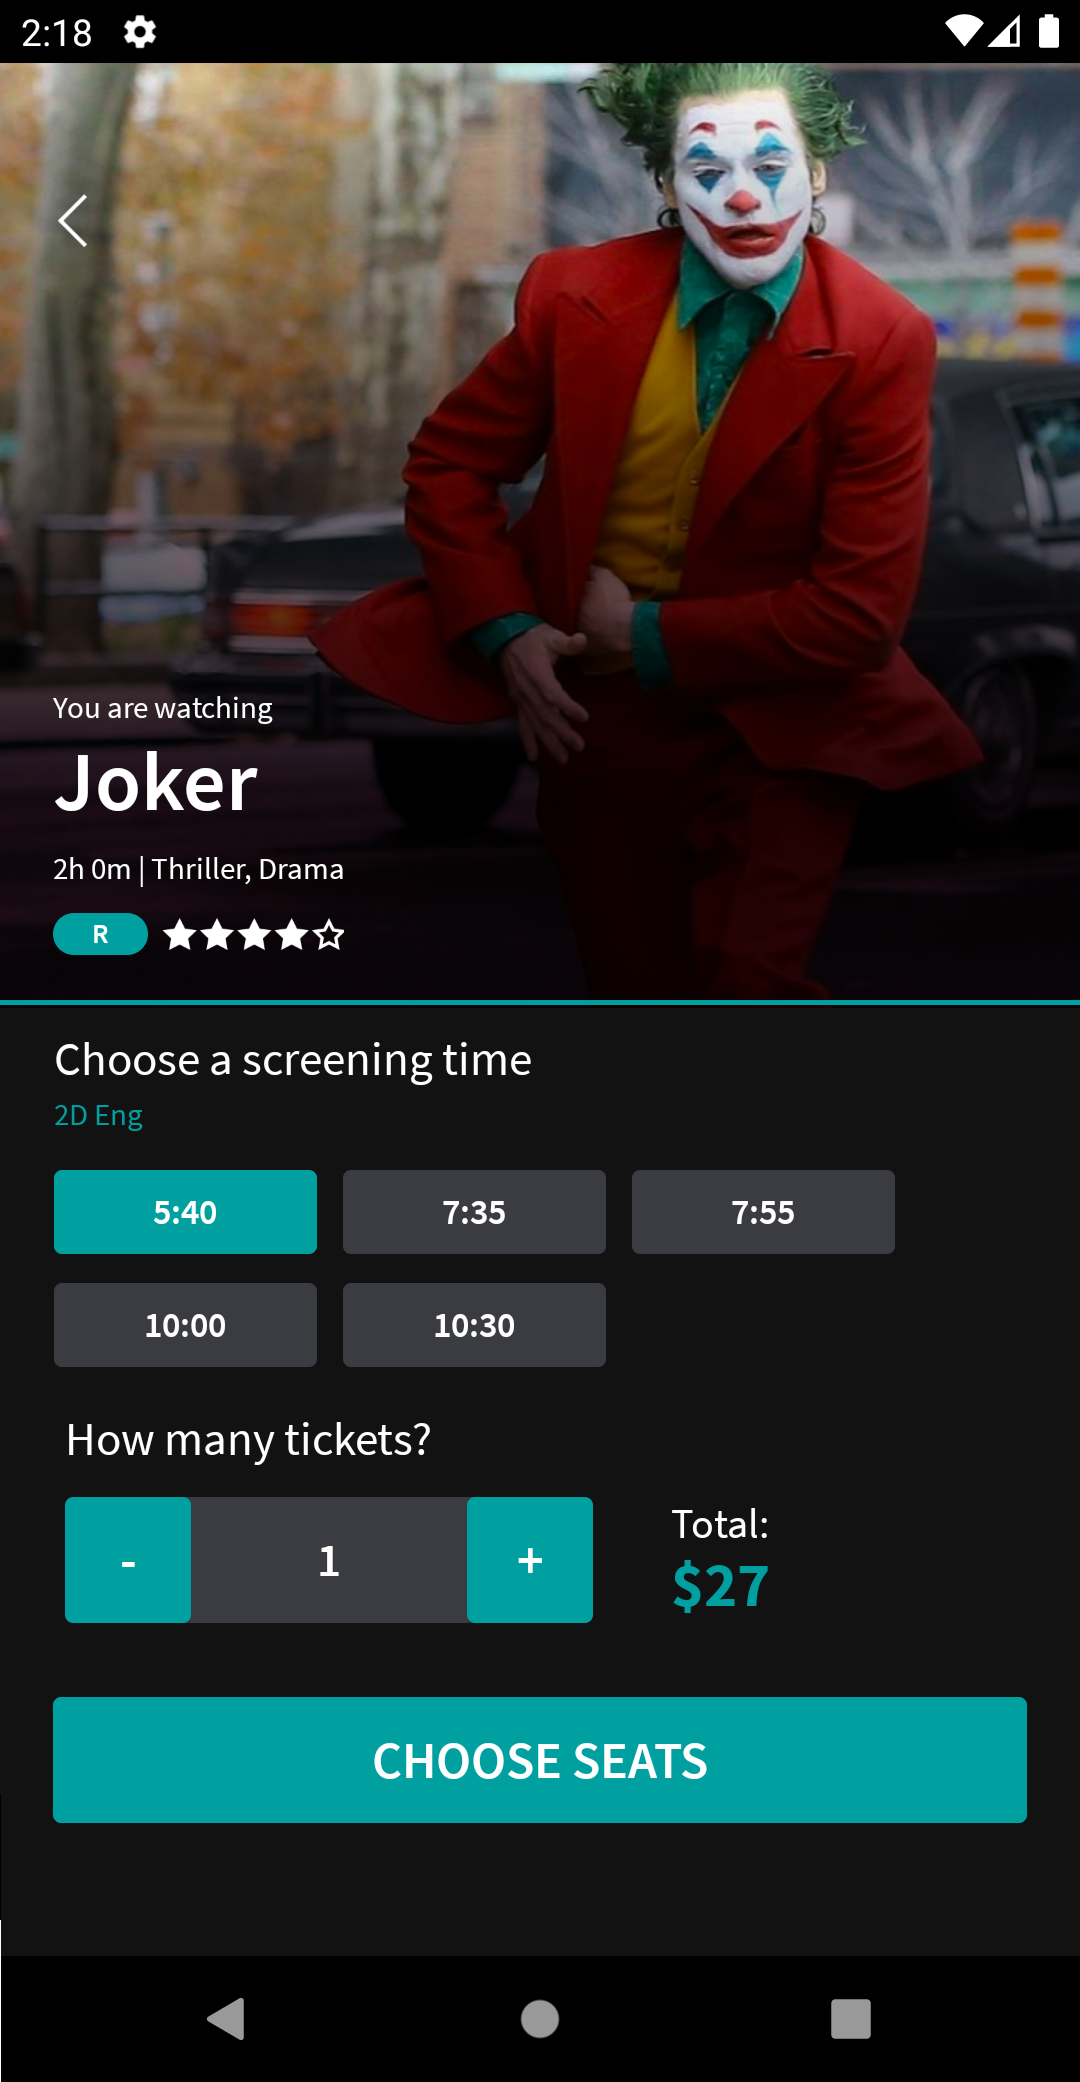 2:18
You are watching
Joker
2h 0m | Thriller, Drama
R
Choose a screening time
2D Eng
5:40 7:35 7:55
10:00 10:30
How many tickets?
- 1 +
Total:
$27
CHOOSE SEATS